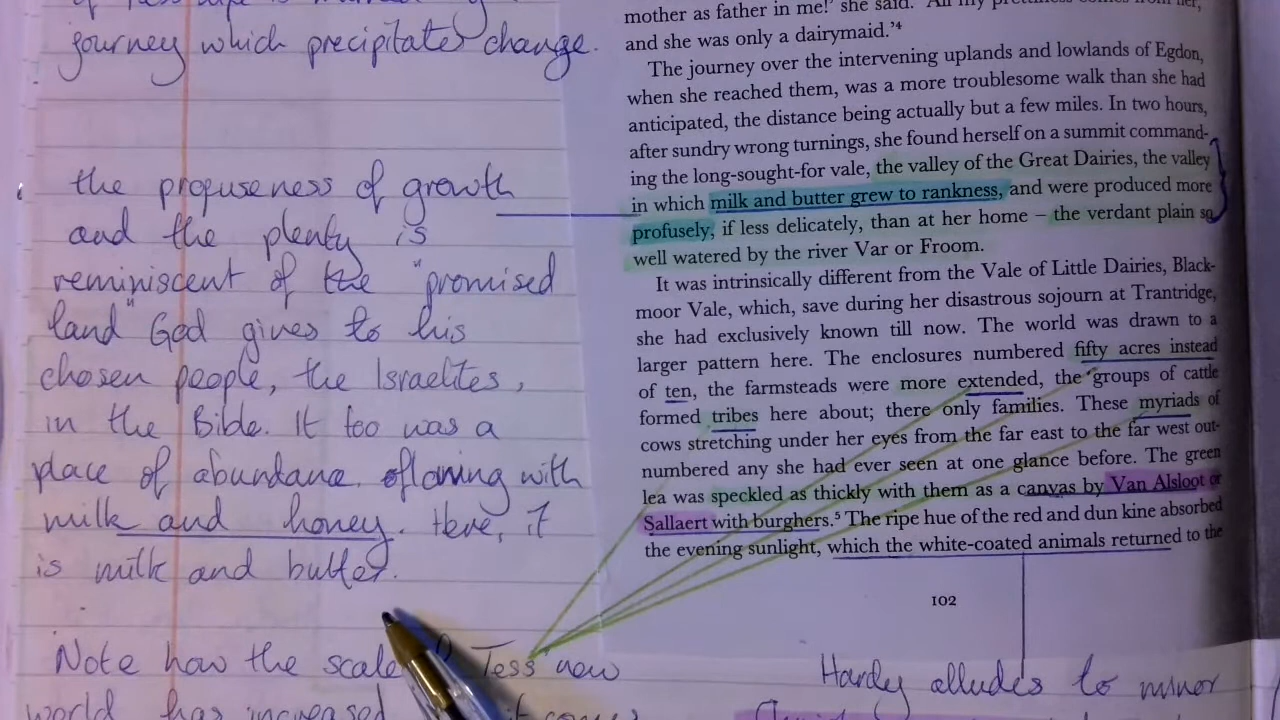 journey which precipitates change.
the profuseness of growth
and the plenty is
reminiscent of the "promised
land" God gives to his
chosen people, the Israelites,
in the Bible. It too was a
place of abundance, flowing with
milk and honey. Here, it
is milk and butter.
Note how the scale Tess' new
world has increased
mother as father in me!' she said. 'All my prettiness comes from her,
and she was only a dairymaid.'4
The journey over the intervening uplands and lowlands of Egdon,
when she reached them, was a more troublesome walk than she had
anticipated, the distance being actually but a few miles. In two hours,
after sundry wrong turnings, she found herself on a summit command-
ing the long-sought-for vale, the valley of the Great Dairies, the valley
in which milk and butter grew to rankness, and were produced more
profusely, if less delicately, than at her home – the verdant plain so
well watered by the river Var or Froom.
It was intrinsically different from the Vale of Little Dairies, Black-
moor Vale, which, save during her disastrous sojourn at Trantridge,
she had exclusively known till now. The world was drawn to a
larger pattern here. The enclosures numbered fifty acres instead
of ten, the farmsteads were more extended, the groups of cattle
formed tribes here about; there only families. These myriads of
cows stretching under her eyes from the far east to the far west out-
numbered any she had ever seen at one glance before. The green
lea was speckled as thickly with them as a canvas by Van Alsloot or
Sallaert with burghers.5 The ripe hue of the red and dun kine absorbed
the evening sunlight, which the white-coated animals returned to the
102
Hardy alludes to minor